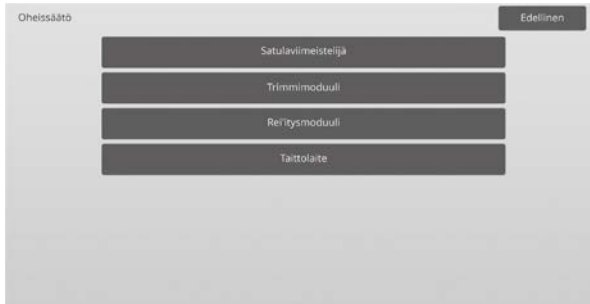 Oheissäätö
Edellinen
Satulaviimeistelijä
Trimmimoduuli
Rei'itysmoduuli
Taittolaite